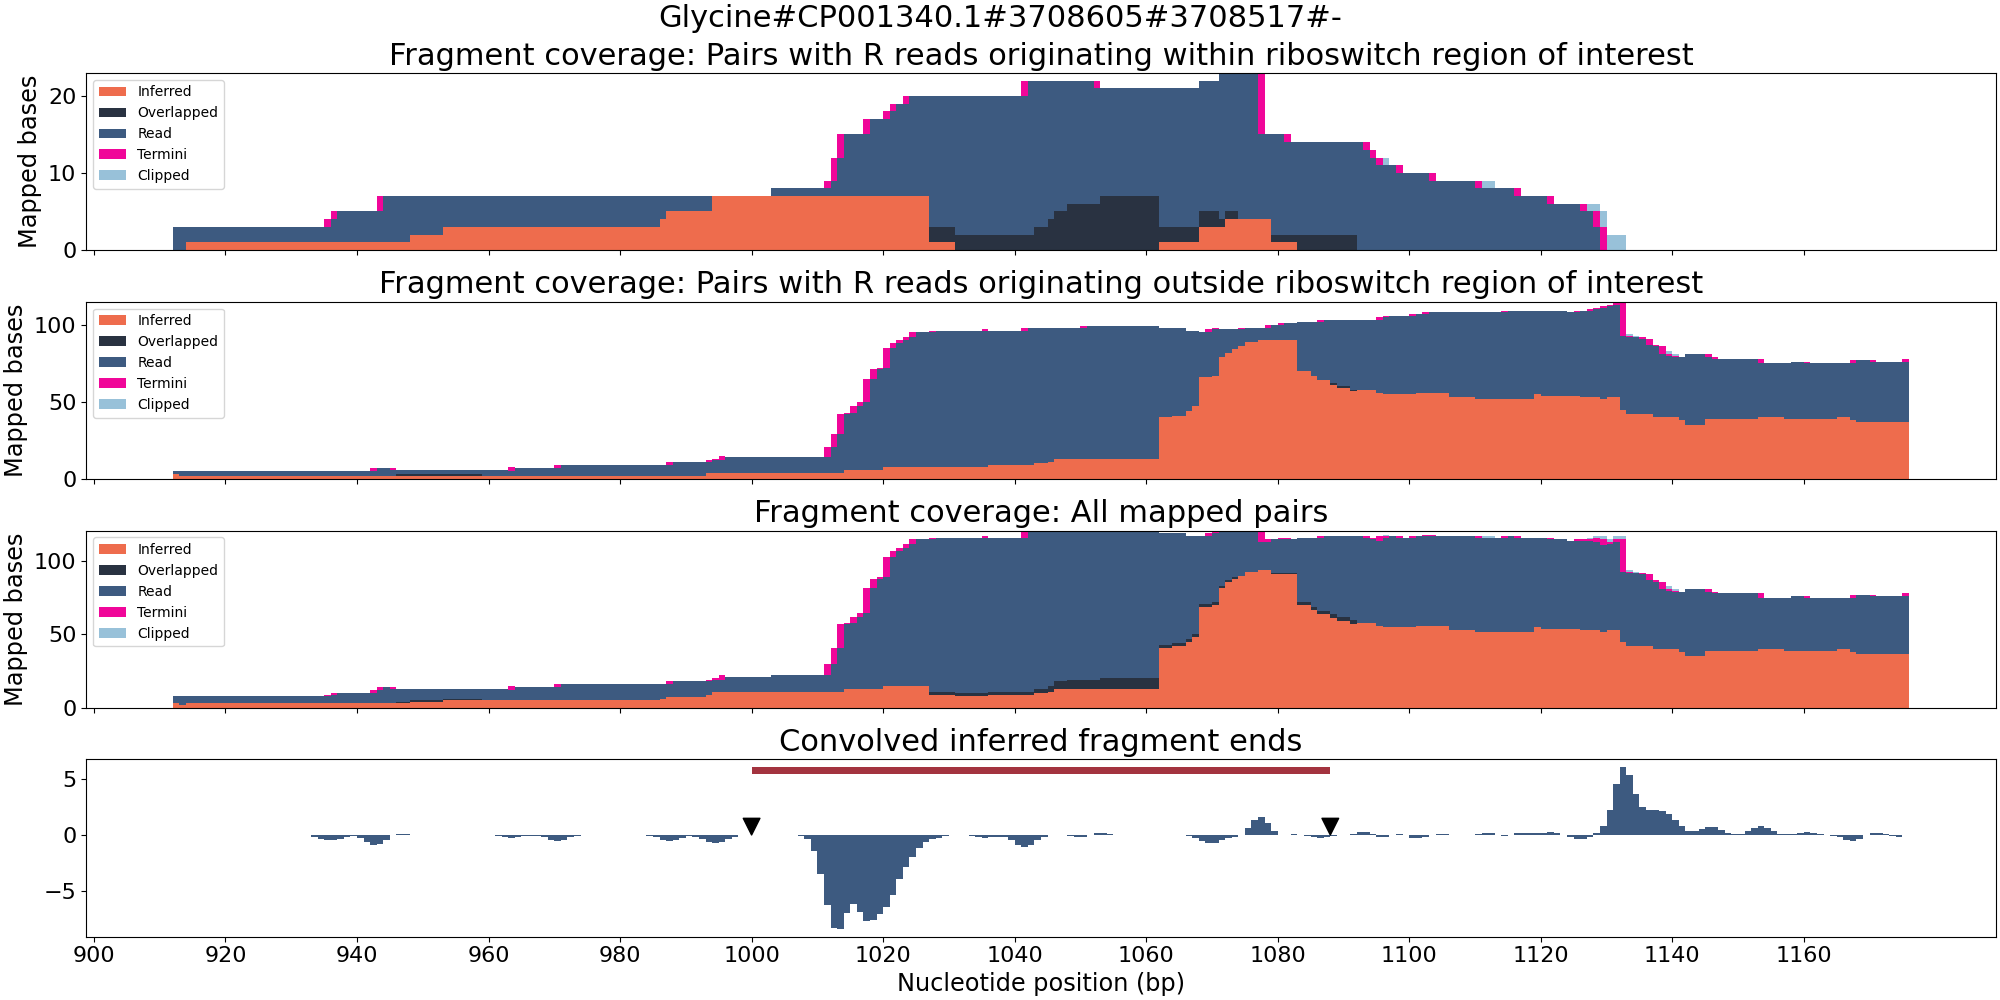 Glycine#CP001340.1#3708605#3708517#-
Fragment coverage: Pairs with R reads originating within riboswitch region of interest
Mapped bases
20
10
0
Inferred
Overlapped
Read
Termini
Clipped
Fragment coverage: Pairs with R reads originating outside riboswitch region of interest
Mapped bases
100
50
0
Inferred
Overlapped
Read
Termini
Clipped
Fragment coverage: All mapped pairs
Mapped bases
100
50
0
Inferred
Overlapped
Read
Termini
Clipped
Convolved inferred fragment ends
5
0
−5
900 920 940 960 980 1000 1020 1040 1060 1080 1100 1120 1140 1160
Nucleotide position (bp)